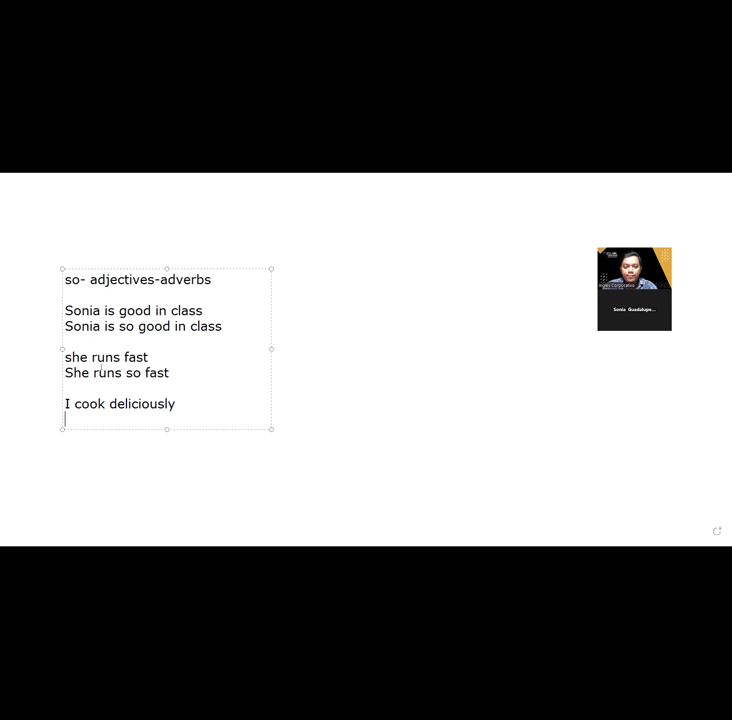 so- adjectives-adverbs
Sonia is good in class
Sonia is so good in class
she runs fast
She runs so fast
I cook deliciously
Sonia Guadalupe...